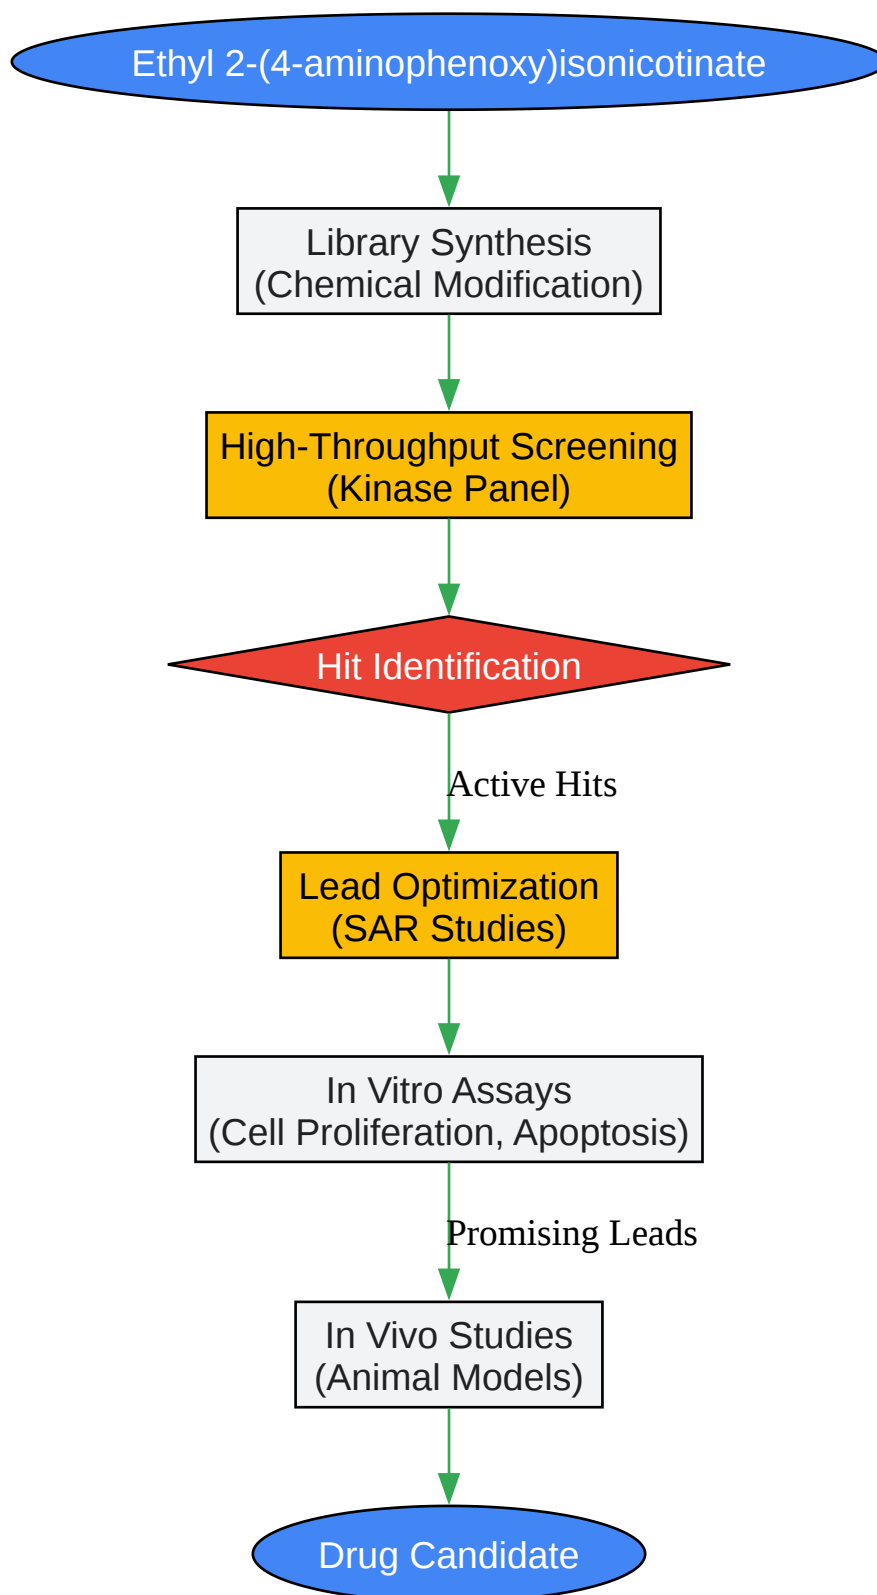 Ethyl 2-(4-aminophenoxy)isonicotinate
Library Synthesis
(Chemical Modification)
High-Throughput Screening
(Kinase Panel)
Hit Identification
Active Hits
Lead Optimization
(SAR Studies)
In Vitro Assays
(Cell Proliferation, Apoptosis)
Promising Leads
In Vivo Studies
(Animal Models)
Drug Candidate